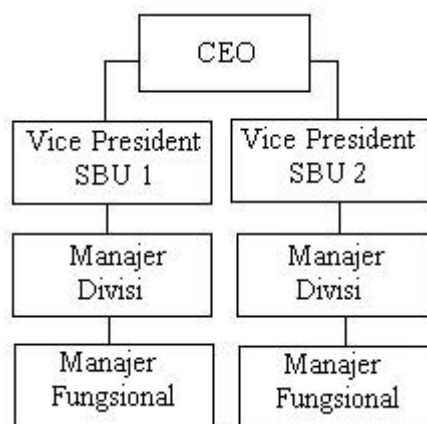 CEO
Vice President
SBU 1
Vice President
SBU 2
Manajer
Divisi
Manajer
Divisi
Manajer
Fungsional
Manajer
Fungsional